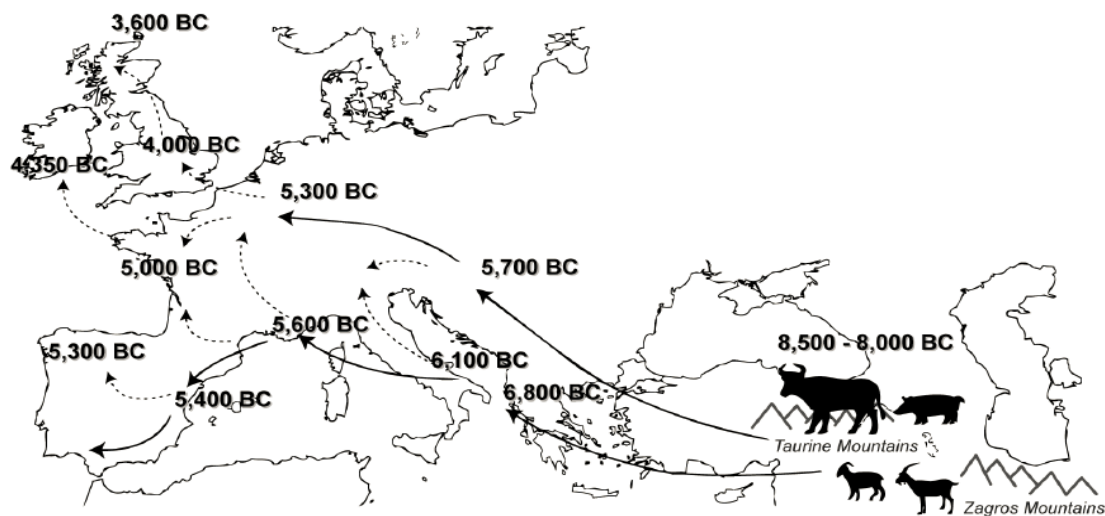 3,600 BC
4,000 BC
4,350 BC
5,300 BC
5,000 BC
5,700 BC
5,600 BC
8,500 - 8,000 BC
5,300 BC
6,100 BC
6,800 BC
5,400 BC
Taurine Mountains
Zagros Mountains